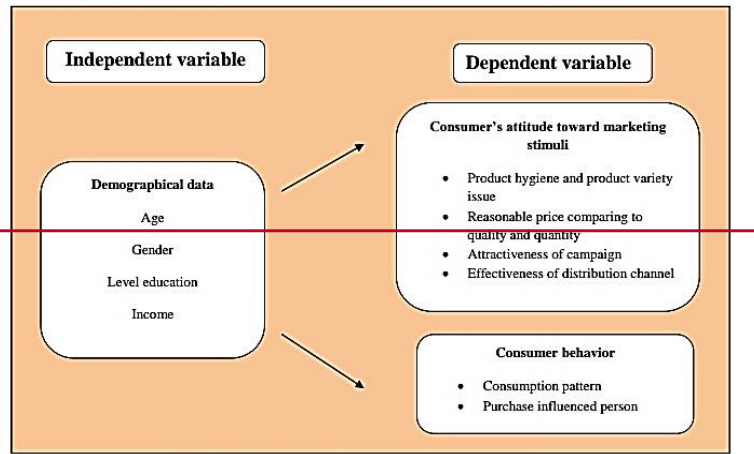 Independent variable
Dependent variable
Demographical data
Age
Gender
Level education
Income
Consumer's attitude toward marketing
stimuli
• Product hygiene and product variety
issue
• Reasonable price comparing to
quality and quantity
• Attractiveness of campaign
• Effectiveness of distribution channel
Consumer behavior
• Consumption pattern
• Purchase influenced person